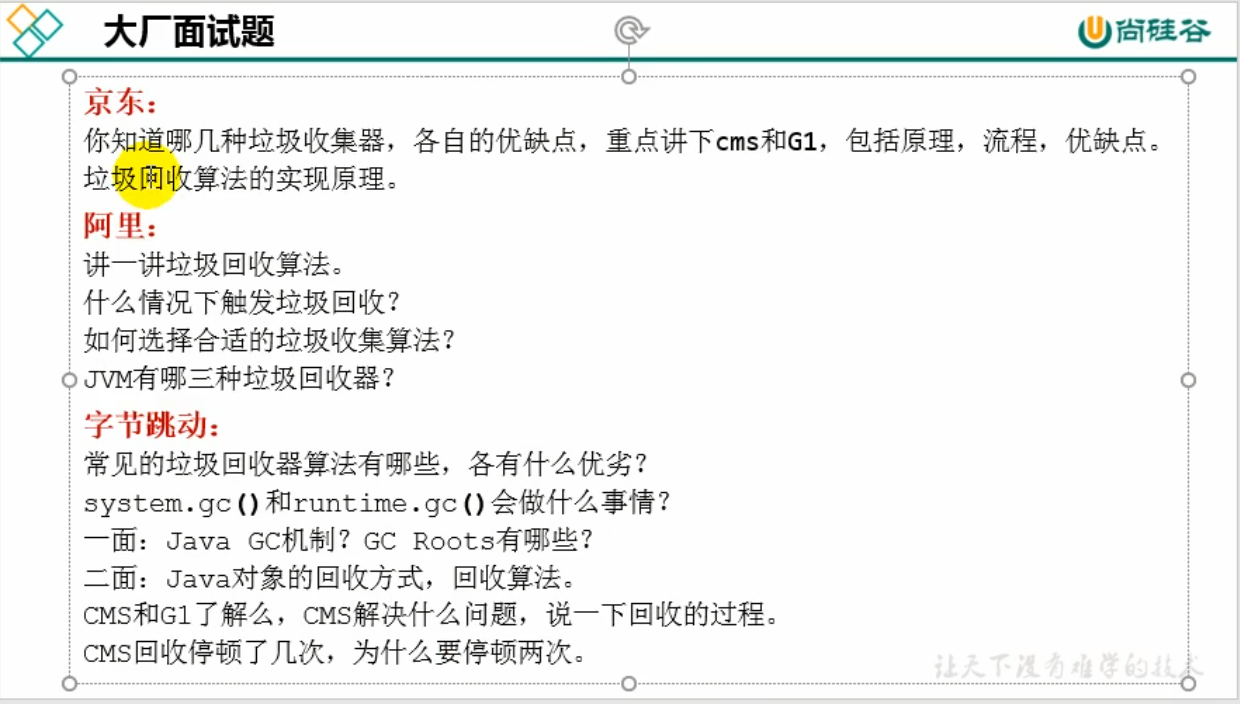 大厂面试题
尚硅谷
京东：
你知道哪几种垃圾收集器，各自的优缺点，重点讲下cms和G1，包括原理，流程，优缺点。
垃圾回收算法的实现原理。
阿里：
讲一讲垃圾回收算法。
什么情况下触发垃圾回收？
如何选择合适的垃圾收集算法？
JVM有哪三种垃圾回收器？
字节跳动：
常见的垃圾回收器算法有哪些，各有什么优劣？
system.gc()和runtime.gc()会做什么事情？
一面：Java GC机制？GC Roots有哪些？
二面：Java对象的回收方式，回收算法。
CMS和G1了解么，CMS解决什么问题，说一下回收的过程。
CMS回收停顿了几次，为什么要停顿两次。
让天下没有难学的技术